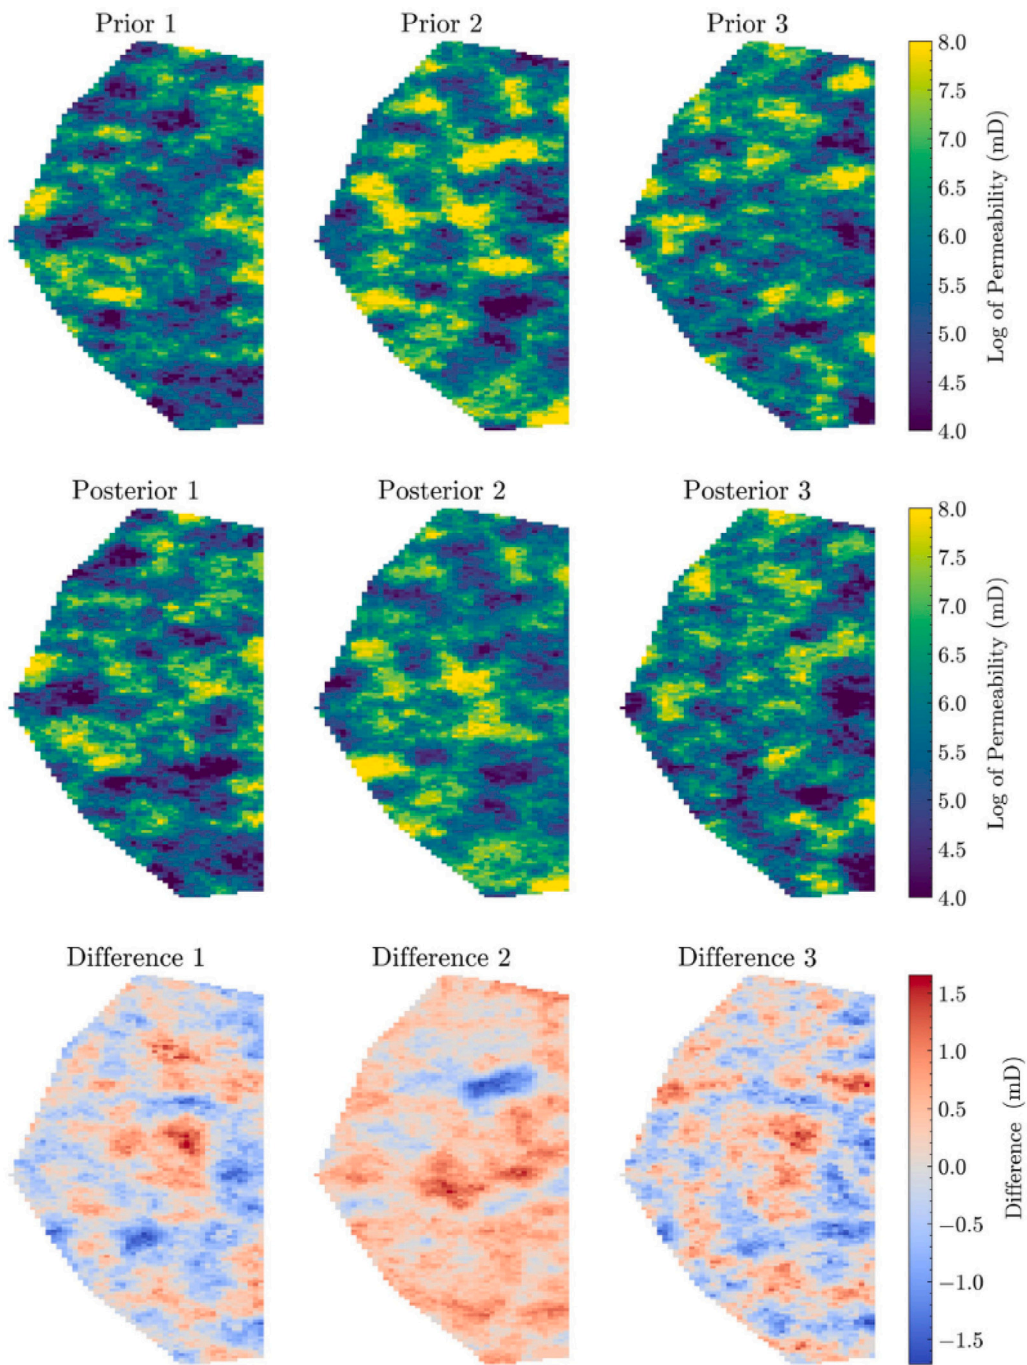 Prior 1
Prior 2
Prior 3
8.0
7.5
7.0
6.5
6.0
5.5
5.0
4.5
4.0
Log of Permeability (mD)
Posterior 1
Posterior 2
Posterior 3
8.0
7.5
7.0
6.5
6.0
5.5
5.0
4.5
4.0
Log of Permeability (mD)
Difference 1
Difference 2
Difference 3
1.5
1.0
0.5
0.0
−0.5
−1.0
−1.5
Difference (mD)